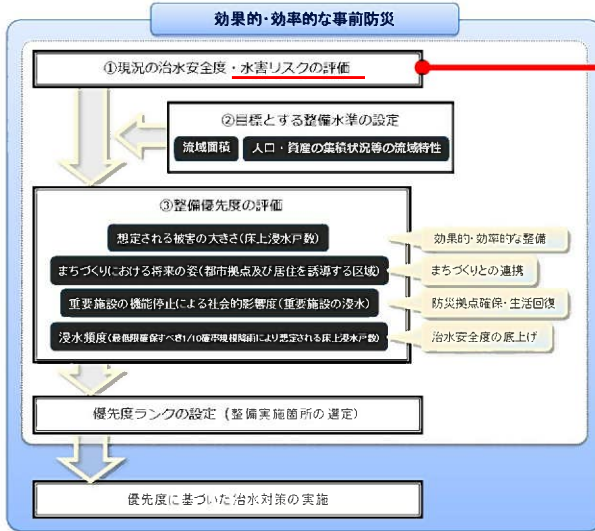 効果的・効率的な事前防災
①現況の治水安全度・水害リスクの評価
②目標とする整備水準の設定
流域面積
人口・資産の集積状況等の流域特性
③整備優先度の評価
想定される被害の大きさ(床上浸水戸数)
効果的・効率的な整備
まちづくりにおける将来の姿(都市拠点及び居住を誘導する区域)
まちづくりとの連携
重要施設の機能停止による社会的影響度(重要施設の浸水)
防災拠点確保・生活回復
浸水頻度(最低限確保すべき1/10確率規模降雨により想定される床上浸水戸数)
治水安全度の底上げ
優先度ランクの設定(整備実施箇所の選定)
優先度に基づいた治水対策の実施